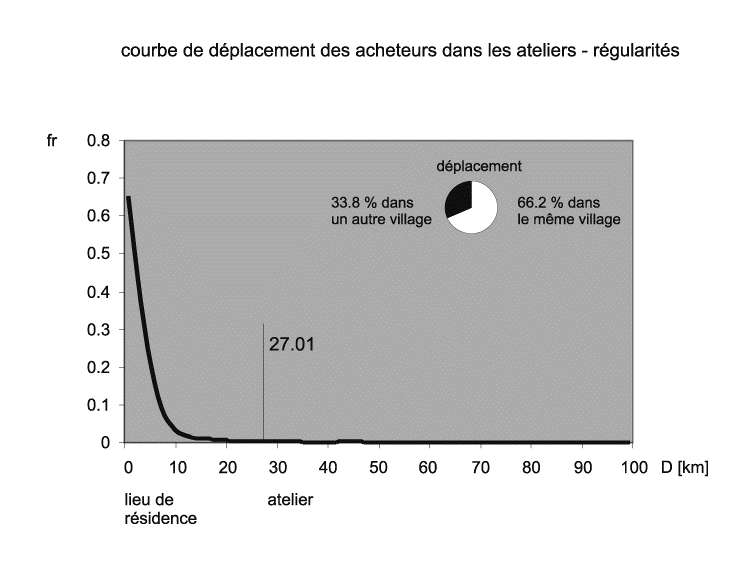 courbe de déplacement des acheteurs dans les ateliers - régularités
fr
0.8
0.7
0.6
0.5
0.4
0.3
0.2
0.1
0
déplacement
33.8 % dans
un autre village
66.2 % dans
le même village
27.01
0 10 20 30 40 50 60 70 80 90 100 D [km]
lieu de
résidence
atelier